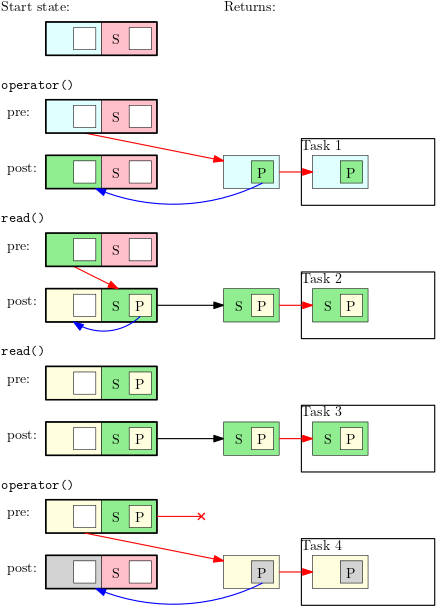 Start state: Returns:
S
operator()
pre: S
Task 1
post: S P P
read()
pre: S
Task 2
post: S P S P S P
read()
pre: S P
Task 3
post: S P S P S P
operator()
pre: S P
Task 4
post: S P P